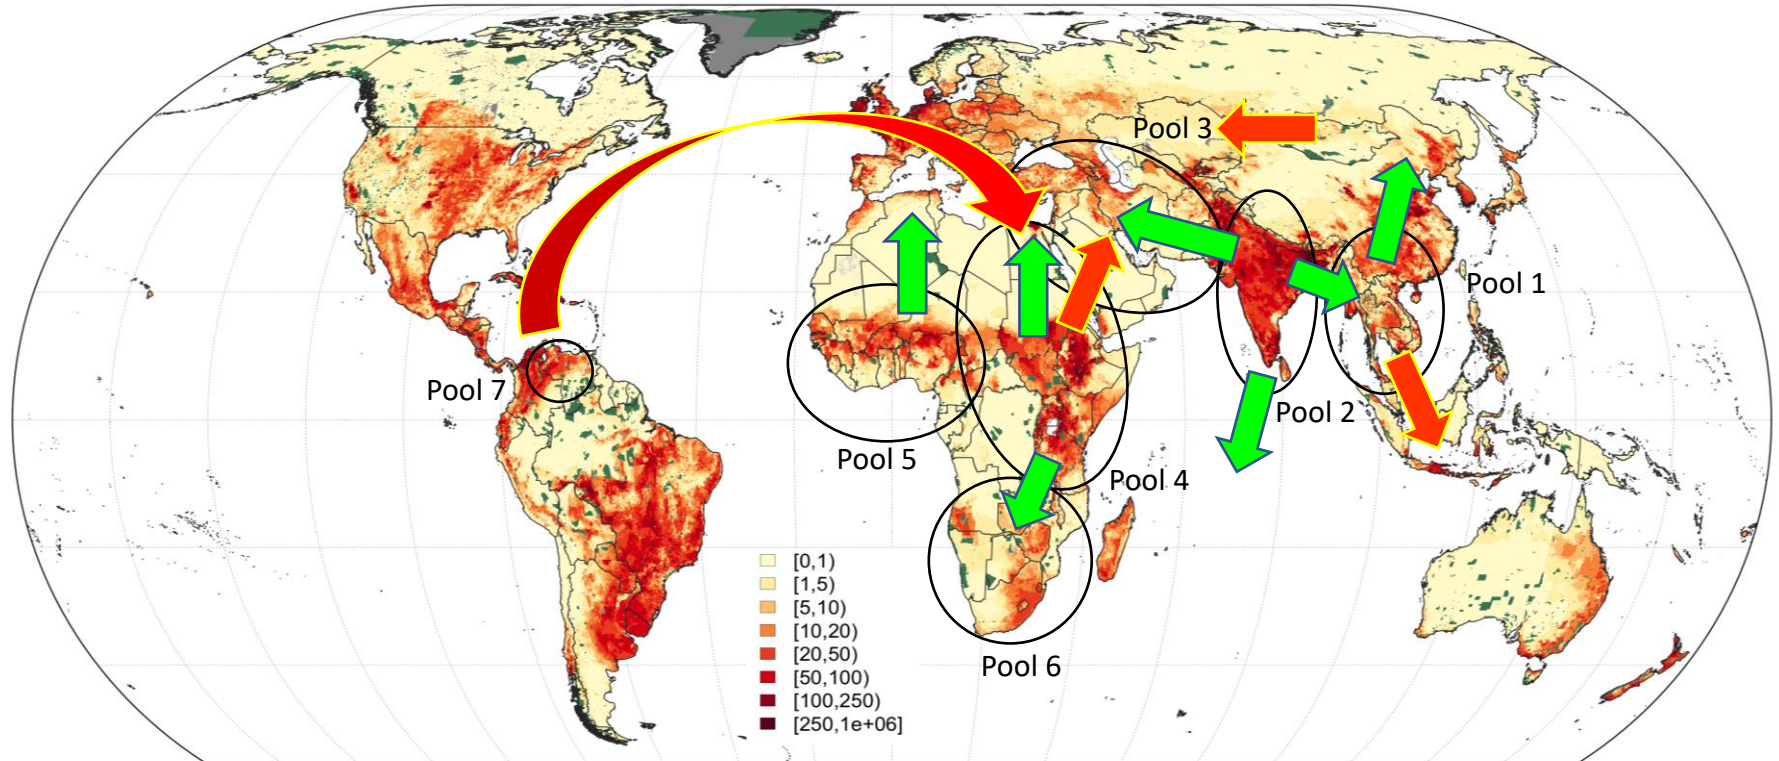 Pool 3
Pool 1
Pool 7
Pool 2
Pool 5
Pool 4
[0,1)
[1,5)
[5,10)
[10,20)
[20,50)
[50,100)
[100,250)
[250,1e+06]
Pool 6